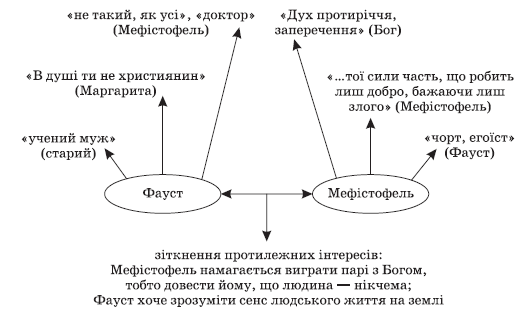 «не такий, як усі», «доктор»
(Мефістофель)
«Дух протиріччя,
заперечення» (Бог)
«В душі ти не християнин»
(Маргарита)
«…тої сили часть, що робить
лиш добро, бажаючи лиш
злого» (Мефістофель)
«учений муж»
(старий)
«чорт, егоїст»
(Фауст)
Фауст
Мефістофель
зіткнення протилежних інтересів:
Мефістофель намагається виграти парі з Богом,
тобто довести йому, що людина — нікчема;
Фауст хоче зрозуміти сенс людського життя на землі